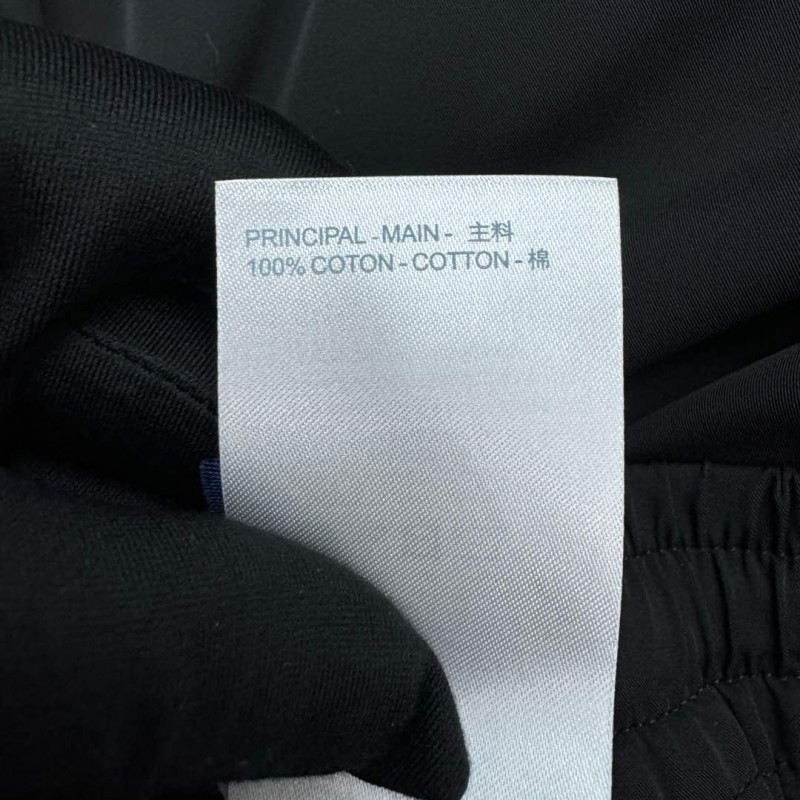 PRINCIPAL - MAIN - 主料
100% COTON - COTTON - 棉